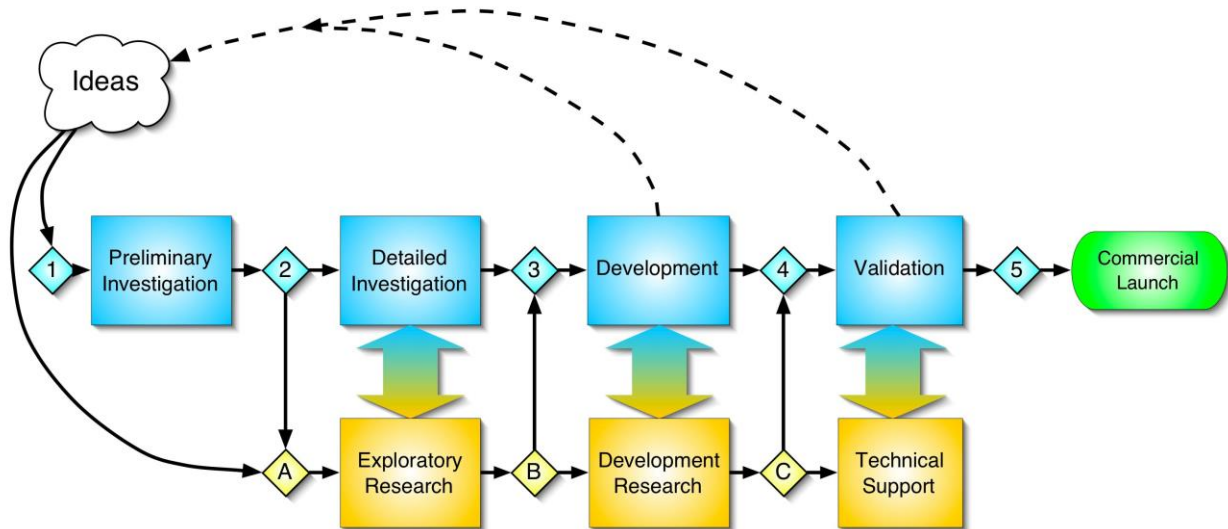 Ideas
1
Preliminary
Investigation
2
Detailed
Investigation
3
Development
4
Validation
5
Commercial
Launch
A
Exploratory
Research
B
Development
Research
C
Technical
Support